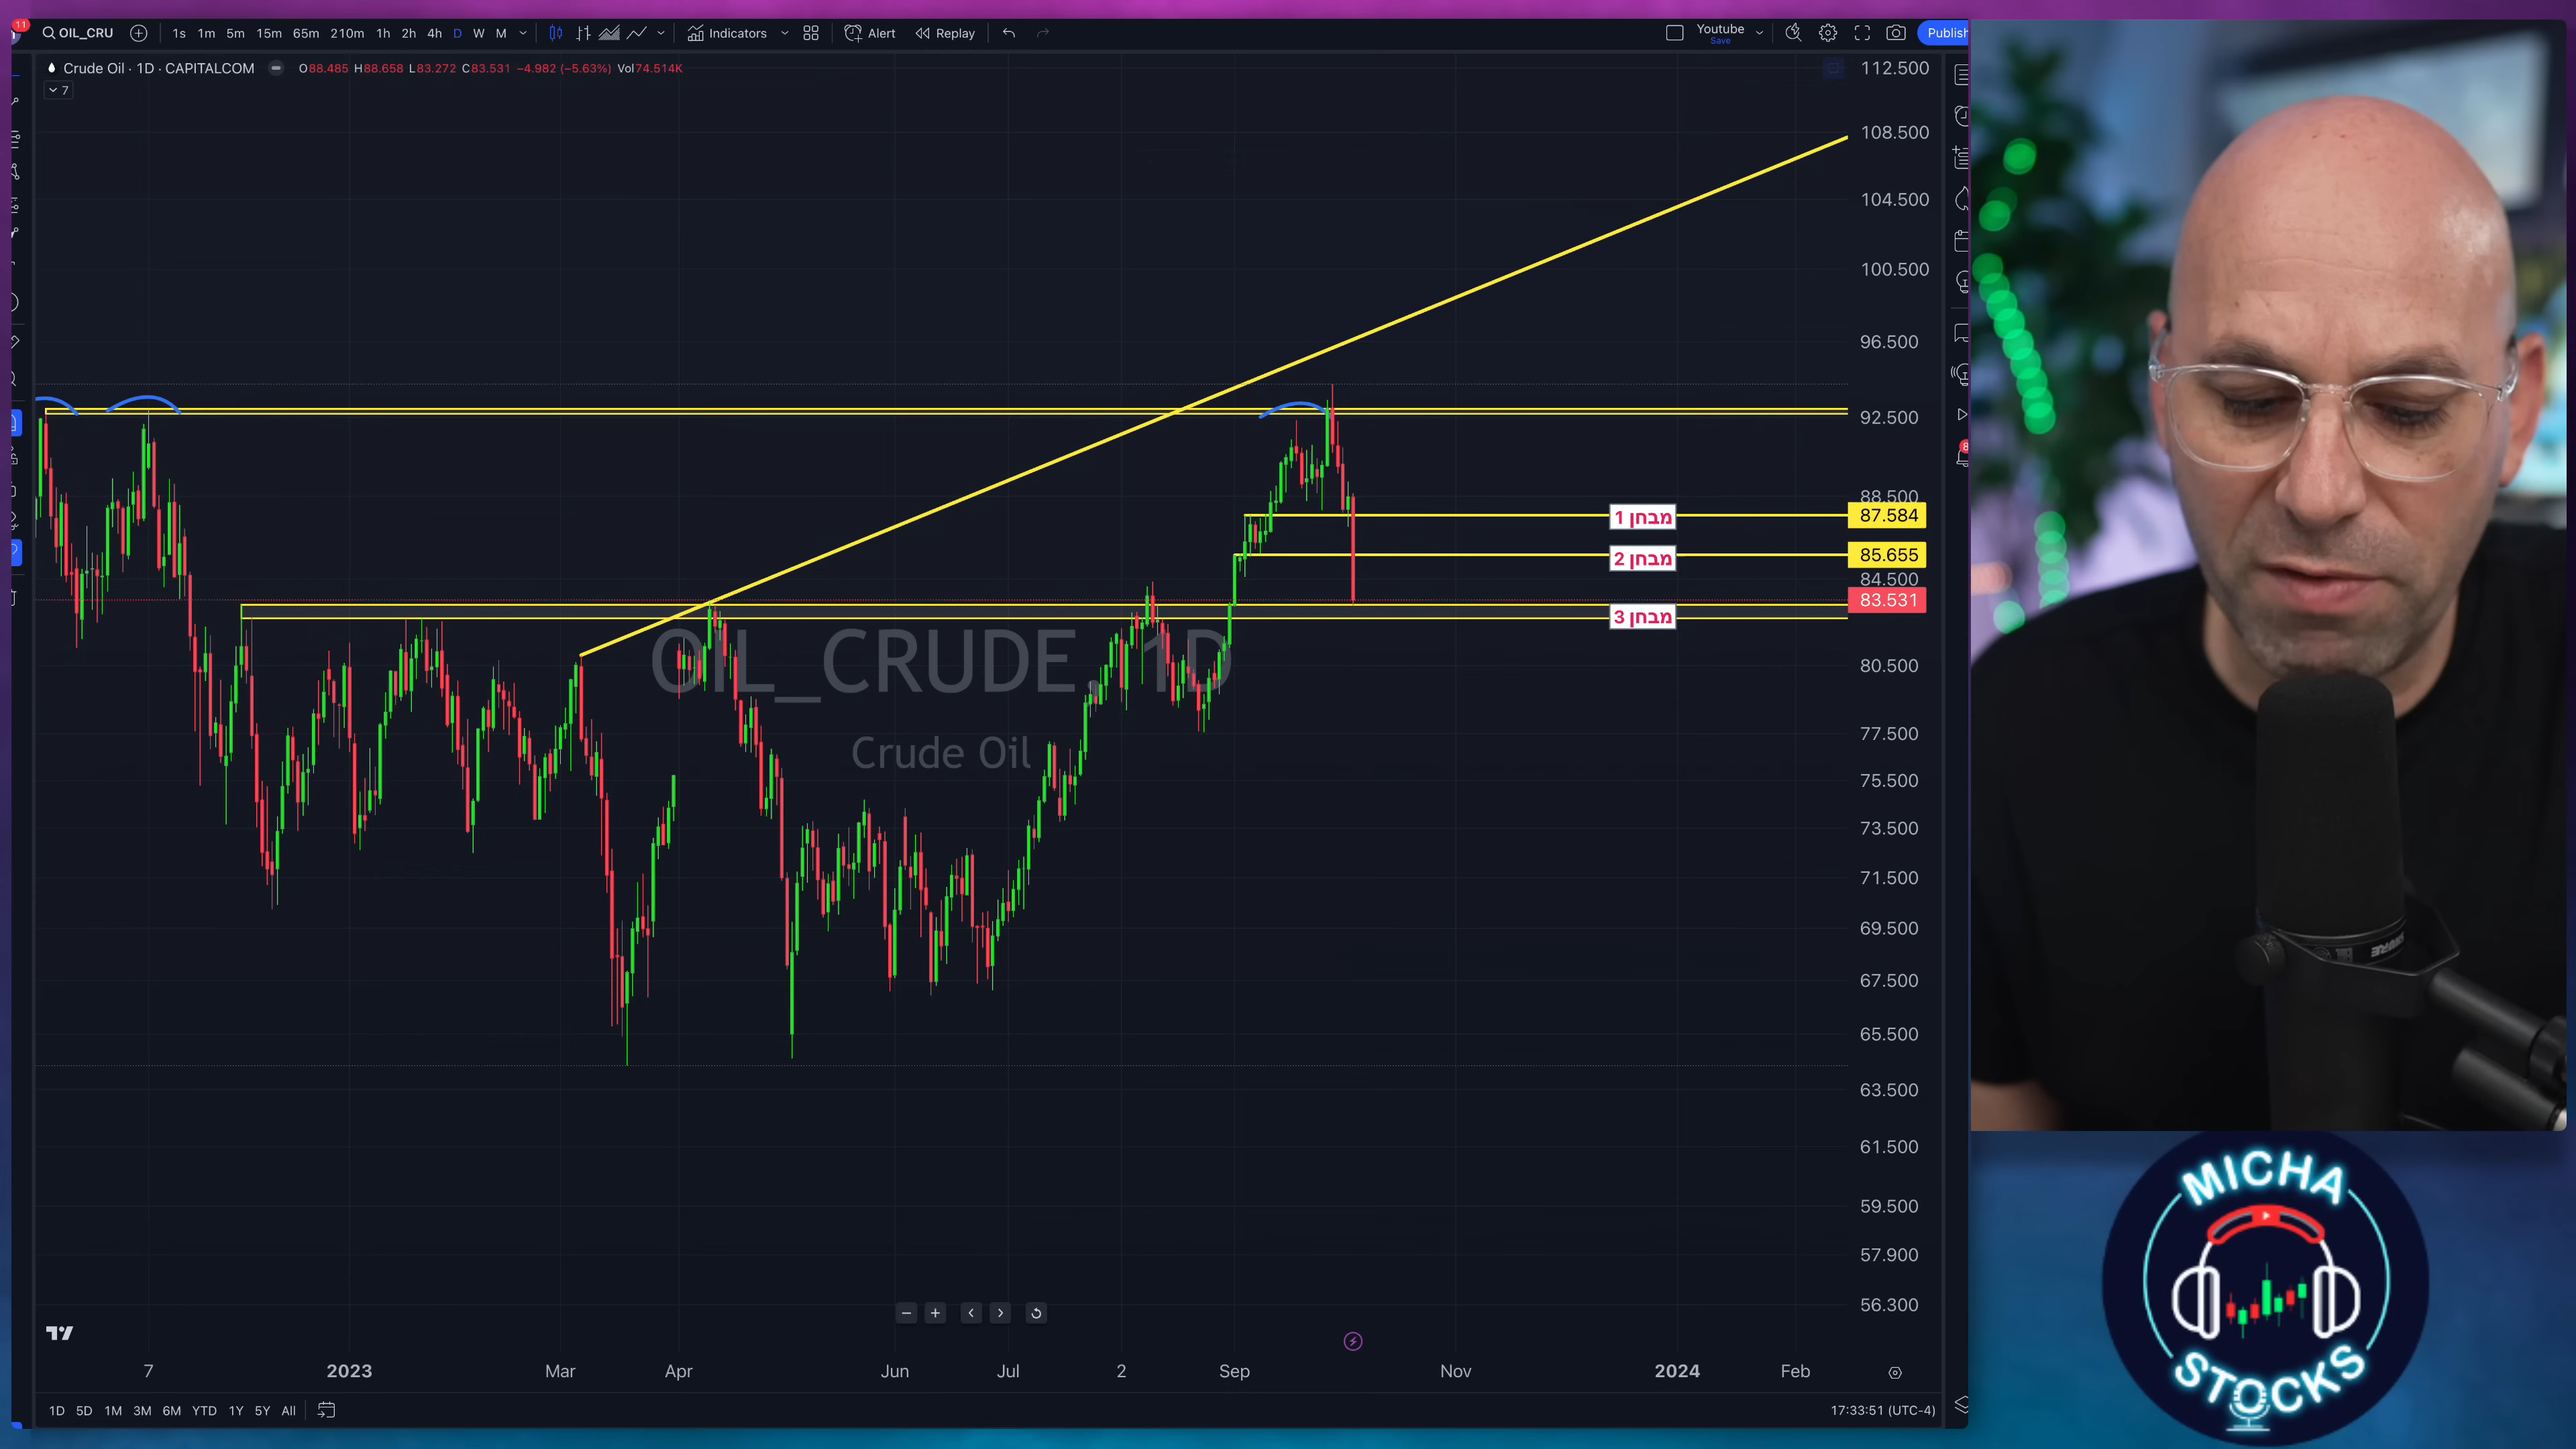 11
OIL_CRU 1s 1m 5m 15m 65m 210m 1h 2h 4h D W M Indicators Alert Replay Youtube Save Publish
Crude Oil · 1D · CAPITALCOM O88.485 H88.658 L83.272 C83.531 −4.982 (−5.63%) Vol74.514K
7
112.500
108.500
104.500
100.500
96.500
92.500
88.500
מבחן 1 87.584
מבחן 2 85.655
84.500
83.531
מבחן 3
OIL_CRUDE, 1D
Crude Oil
80.500
77.500
75.500
73.500
71.500
69.500
67.500
65.500
63.500
61.500
59.500
57.900
56.300
7 2023 Mar Apr Jun Jul 2 Sep Nov 2024 Feb
1D 5D 1M 3M 6M YTD 1Y 5Y All 17:33:51 (UTC-4)
8
SHURE
MICHA
STOCKS